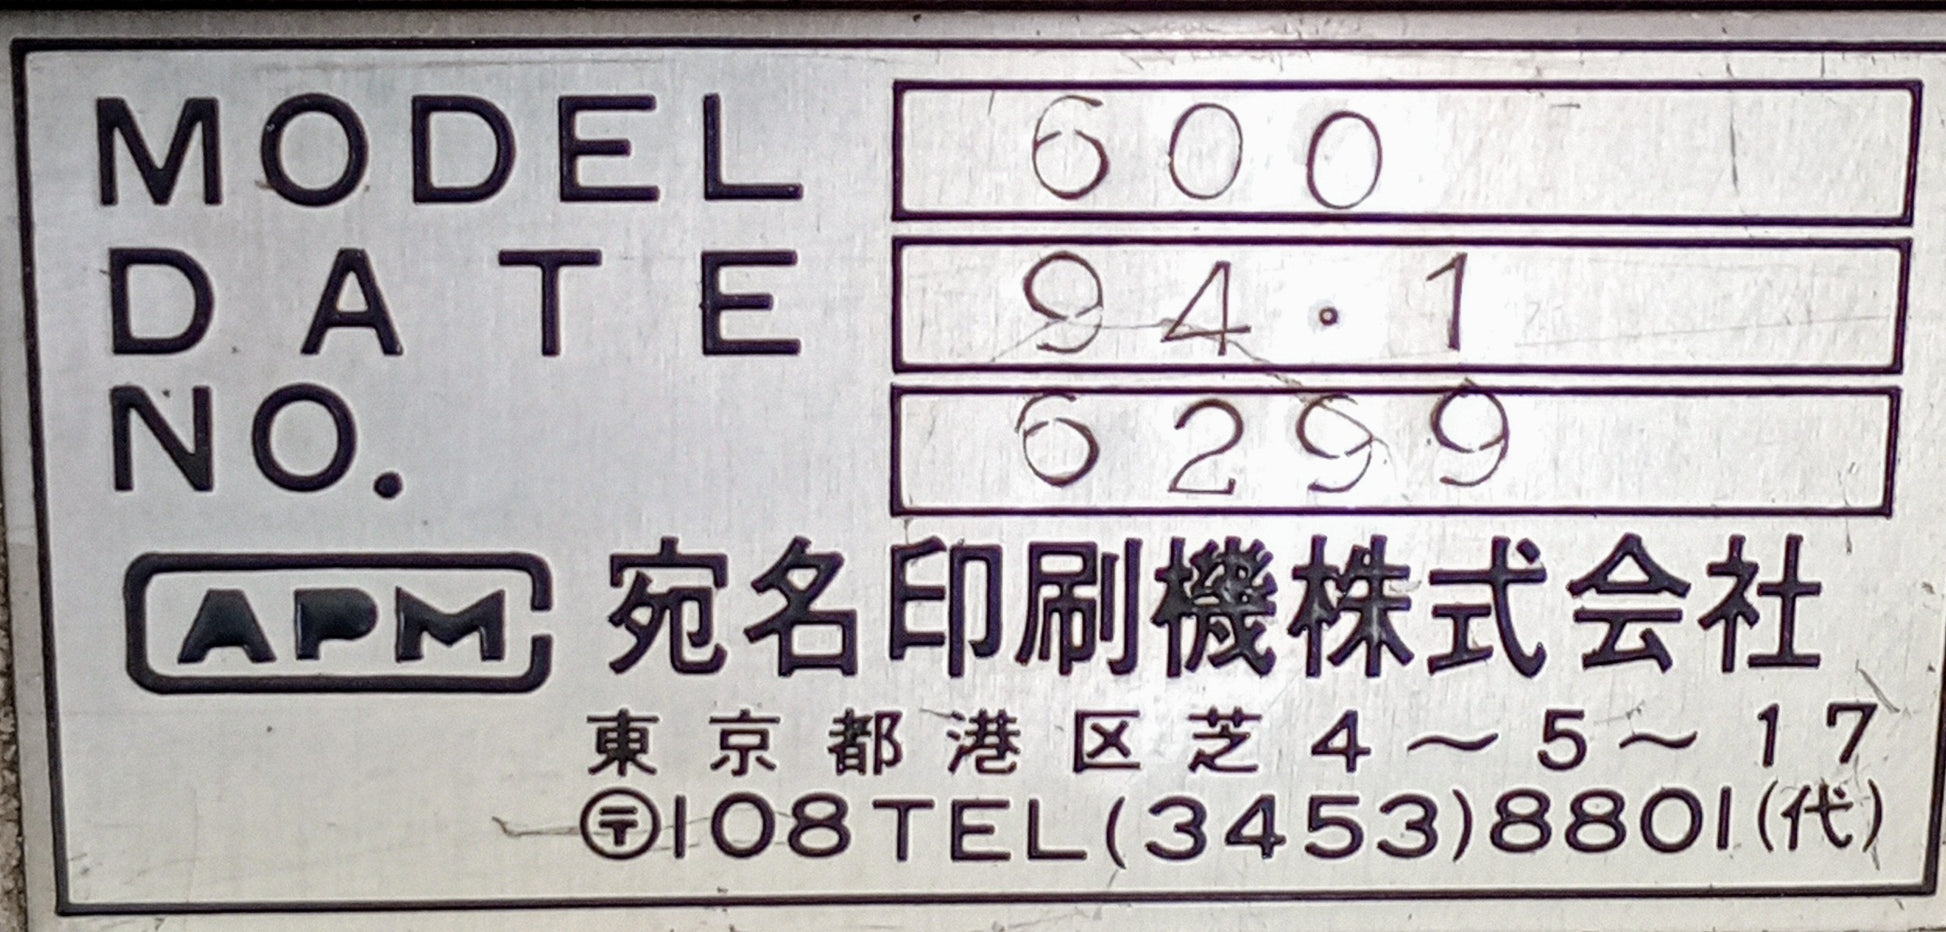 MODEL 600
DATE 94・1
NO. 6299
APM 宛名印刷機株式会社
東京都港区芝4～5～17
〶108 TEL(3453)8801(代)